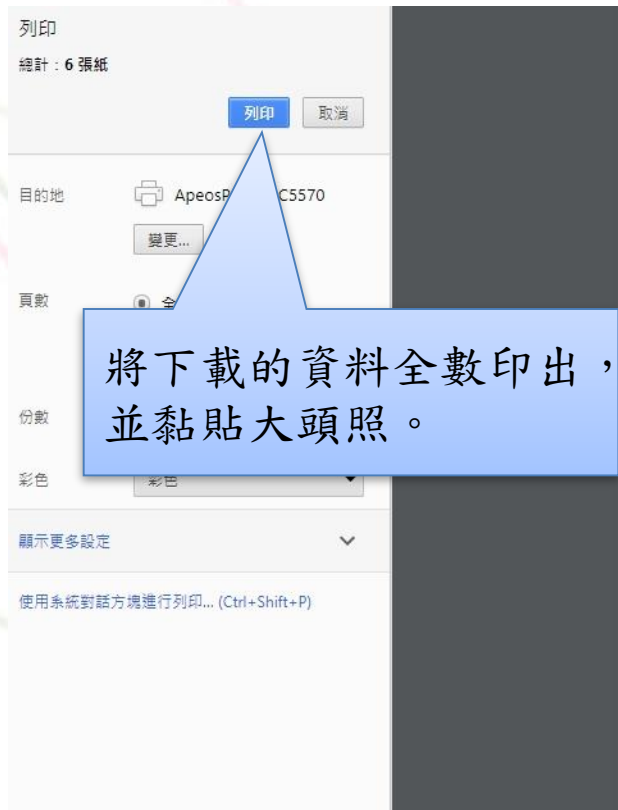 列印
總計：6 張紙
列印 取消
目的地 ApeosP C5570
變更...
頁數
將下載的資料全數印出，
並黏貼大頭照。
份數
彩色 彩色
顯示更多設定
使用系統對話方塊進行列印... (Ctrl+Shift+P)